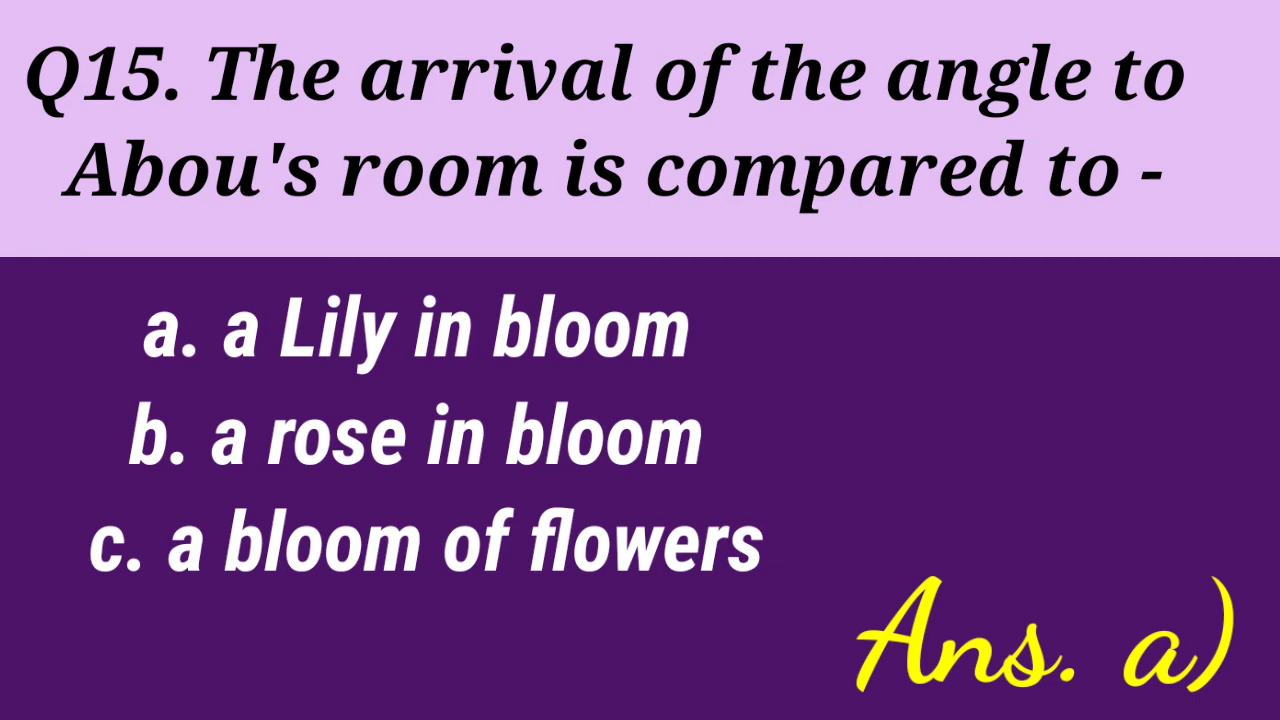 Q15. The arrival of the angle to
Abou's room is compared to -
a. a Lily in bloom
b. a rose in bloom
c. a bloom of flowers
Ans. a)